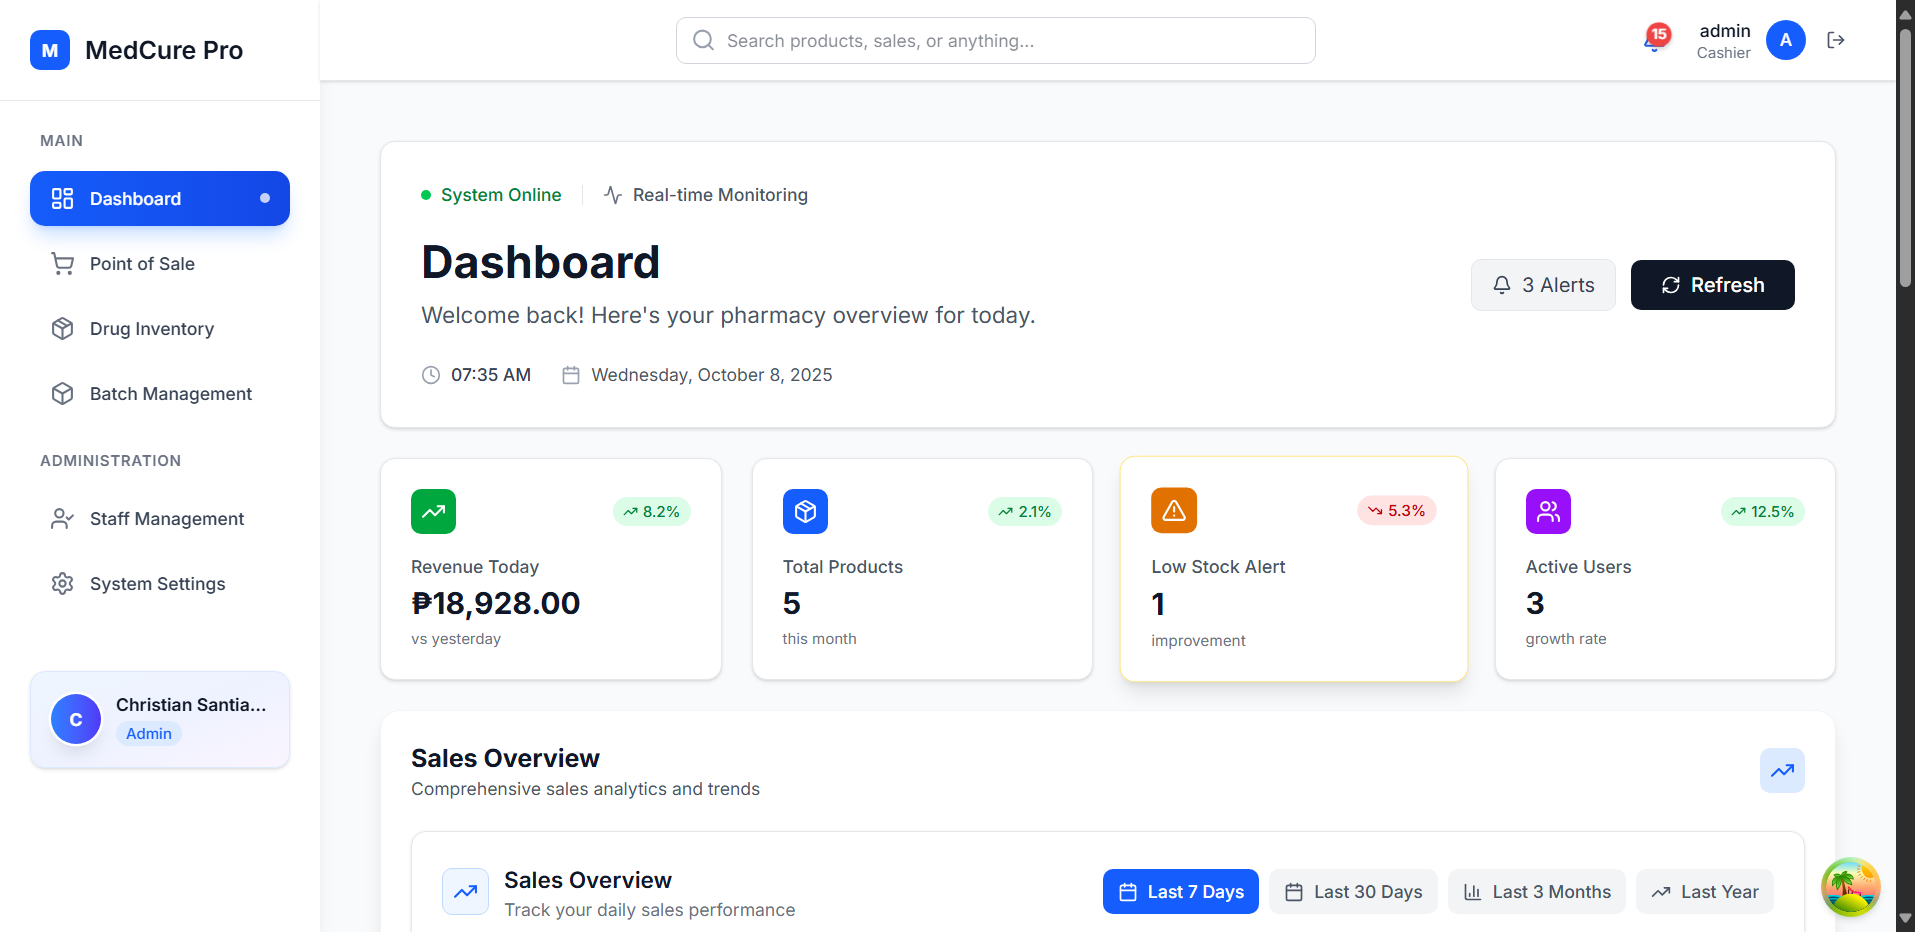 M MedCure Pro
Search products, sales, or anything...
15
admin
Cashier
A
MAIN
Dashboard
Point of Sale
Drug Inventory
Batch Management
ADMINISTRATION
Staff Management
System Settings
C
Christian Santia...
Admin
System Online
Real-time Monitoring
Dashboard
Welcome back! Here's your pharmacy overview for today.
07:35 AM
Wednesday, October 8, 2025
3 Alerts
Refresh
8.2%
Revenue Today
₱18,928.00
vs yesterday
2.1%
Total Products
5
this month
5.3%
Low Stock Alert
1
improvement
12.5%
Active Users
3
growth rate
Sales Overview
Comprehensive sales analytics and trends
Sales Overview
Track your daily sales performance
Last 7 Days
Last 30 Days
Last 3 Months
Last Year